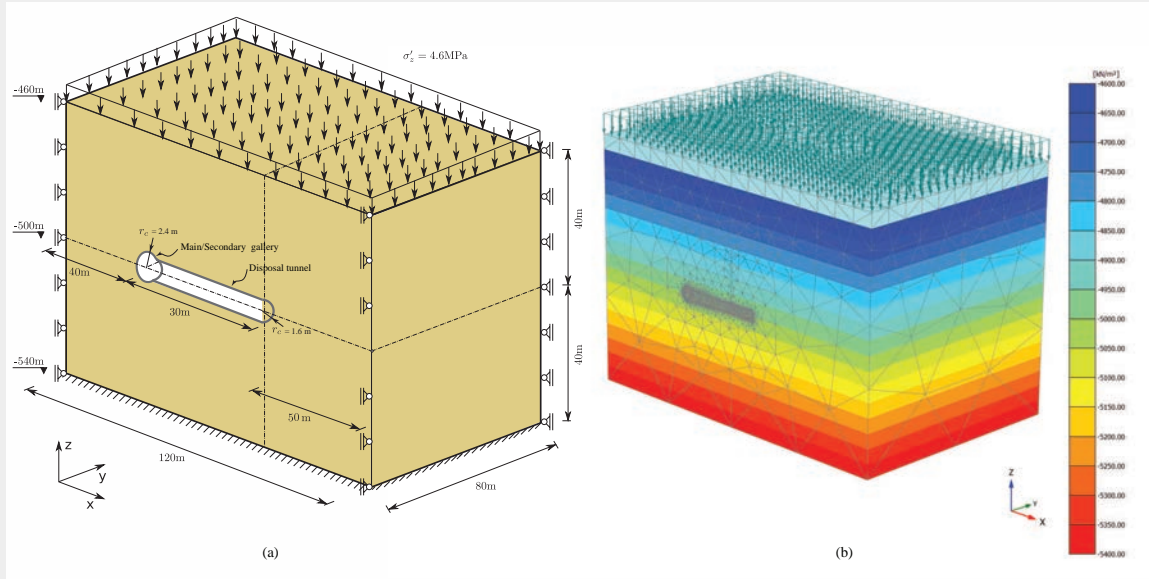 σ′z = 4.6MPa
-460m
-500m
-540m
rc = 2.4 m
Main/Secondary gallery
Disposal tunnel
40m
30m
rc = 1.6 m
50 m
120m
80m
40m
40m
z
y
x
(a)
[kN/m²]
-4600.00
-4650.00
-4700.00
-4750.00
-4800.00
-4850.00
-4900.00
-4950.00
-5000.00
-5050.00
-5100.00
-5150.00
-5200.00
-5250.00
-5300.00
-5350.00
-5400.00
Z
Y
X
(b)